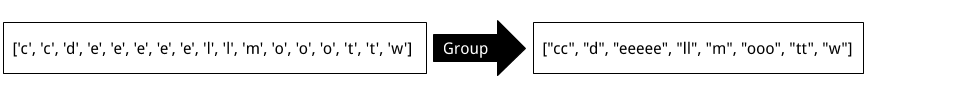 ['c', 'c', 'd', 'e', 'e', 'e', 'e', 'e', 'l', 'l', 'm', 'o', 'o', 'o', 't', 't', 'w'] Group ["cc", "d", "eeeee", "ll", "m", "ooo", "tt", "w"]